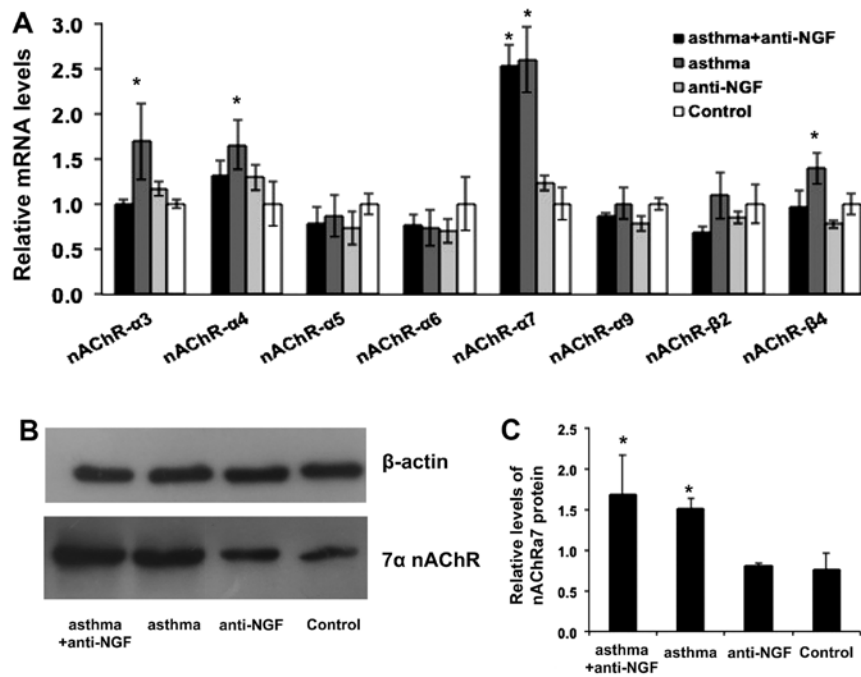 A
Relative mRNA levels
3.0
2.5
2.0
1.5
1.0
0.5
0.0
*
*
*
*
*
asthma+anti-NGF
asthma
anti-NGF
Control
nAChR-α3
nAChR-α4
nAChR-α5
nAChR-α6
nAChR-α7
nAChR-α9
nAChR-β2
nAChR-β4
B
β-actin
7α nAChR
asthma
+anti-NGF
asthma
anti-NGF
Control
C
Relative levels of
nAChRa7 protein
2.5
2.0
1.5
1.0
0.5
0.0
*
*
asthma
+anti-NGF
asthma
anti-NGF
Control